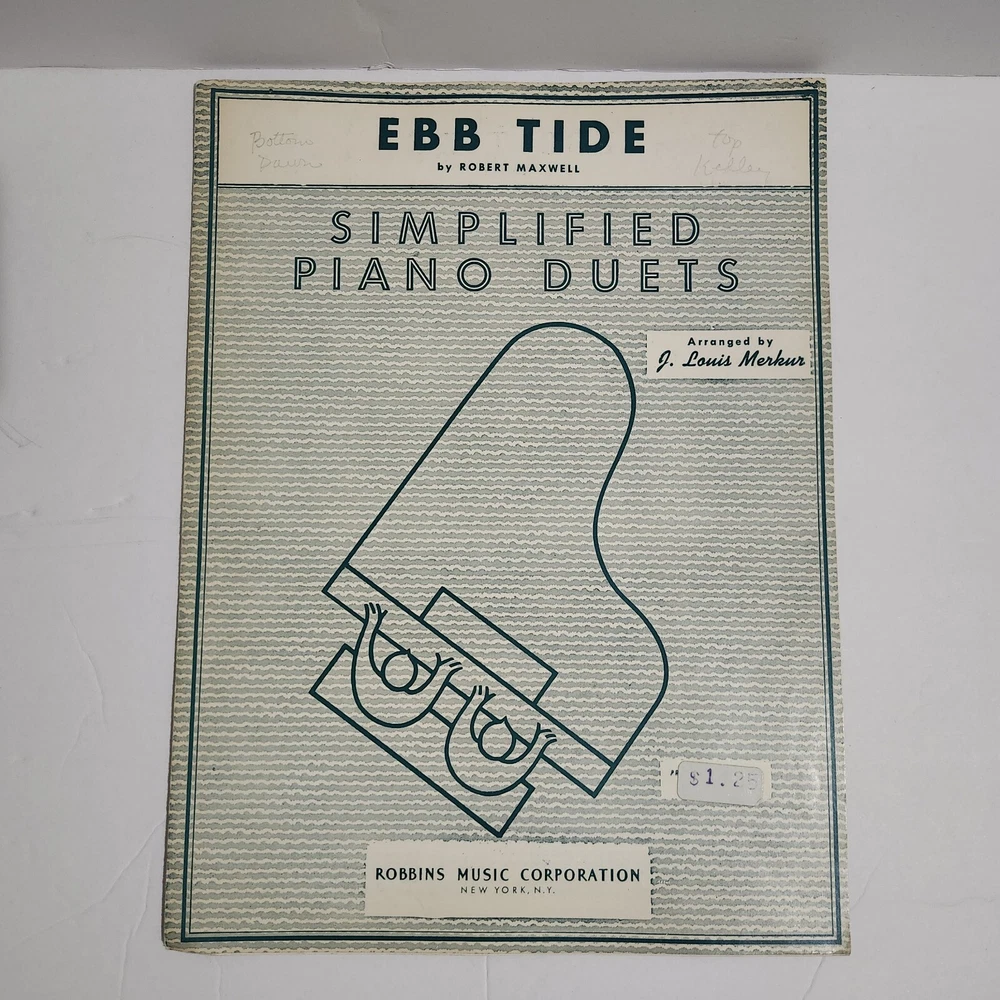 EBB TIDE
by ROBERT MAXWELL
Bottom
Dawn
top
Kelley
SIMPLIFIED
PIANO DUETS
Arranged by
J. Louis Merkur
$1.25
ROBBINS MUSIC CORPORATION
NEW YORK, N.Y.